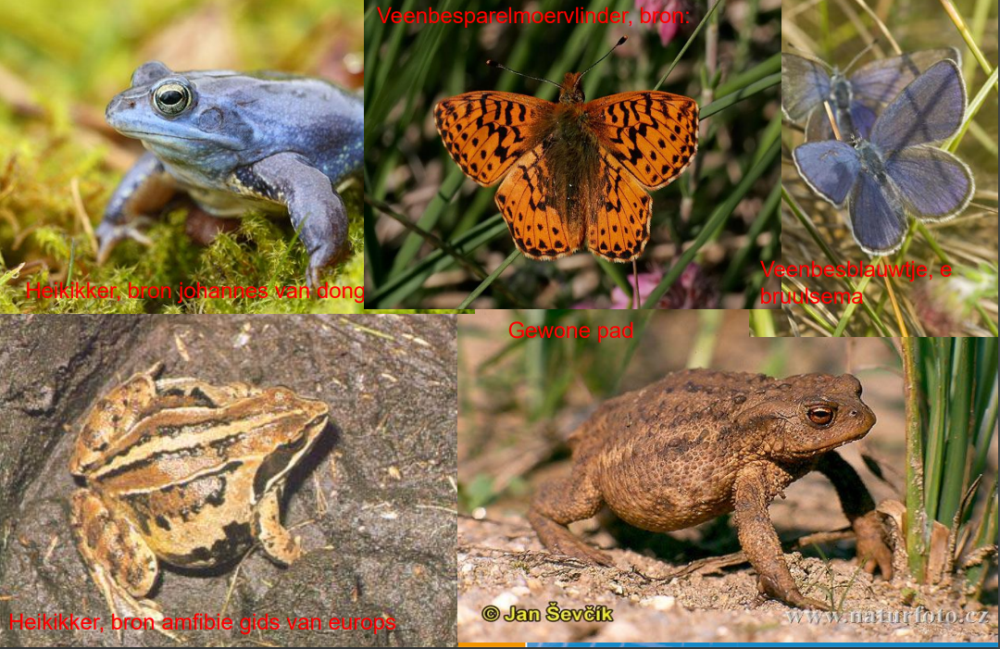 Veenbesparelmoervlinder, bron:
Heikikker, bron johannes van dong
Veenbesblauwtje, e
bruulsema
Gewone pad
Heikikker, bron amfibie gids van europs
© Jan Ševčík
www.naturfoto.cz